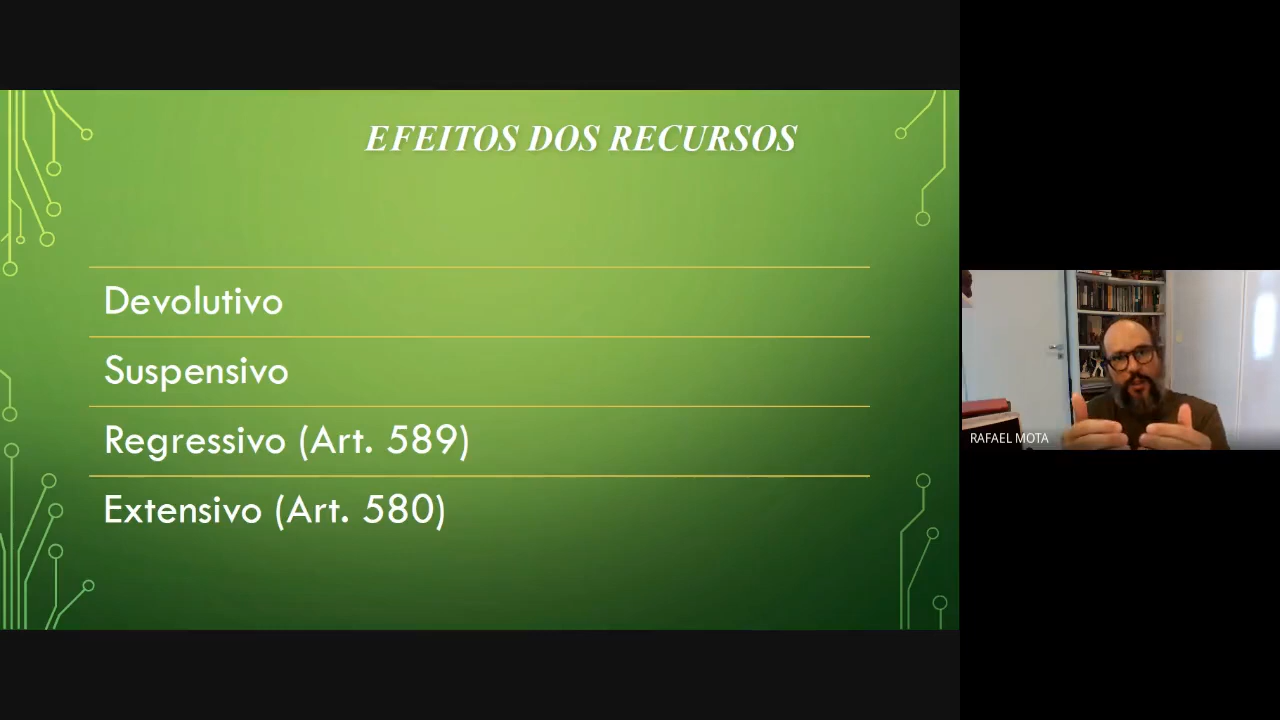 EFEITOS DOS RECURSOS
Devolutivo
Suspensivo
Regressivo (Art. 589)
Extensivo (Art. 580)
RAFAEL MOTA